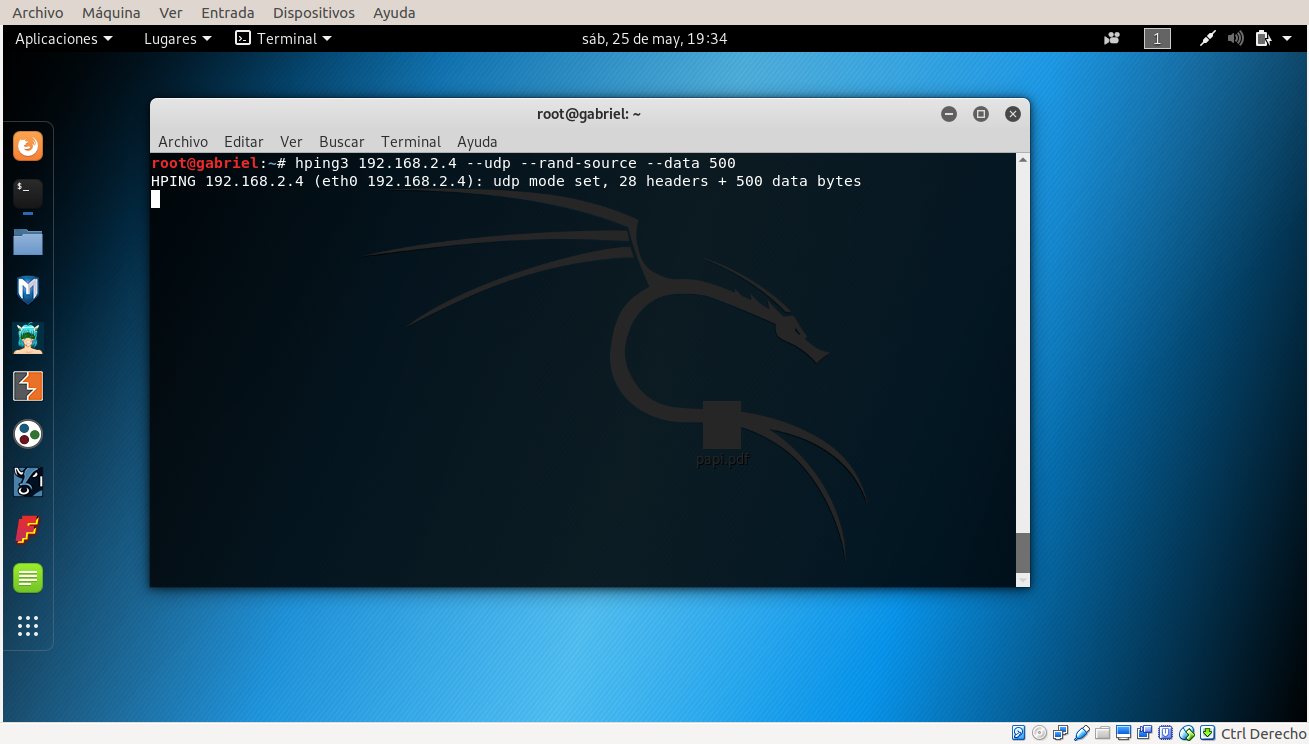 Archivo Máquina Ver Entrada Dispositivos Ayuda
Aplicaciones Lugares Terminal sáb, 25 de may, 19:34 1
root@gabriel: ~
Archivo Editar Ver Buscar Terminal Ayuda
root@gabriel:~# hping3 192.168.2.4 --udp --rand-source --data 500
HPING 192.168.2.4 (eth0 192.168.2.4): udp mode set, 28 headers + 500 data bytes
papi.pdf
Ctrl Derecho